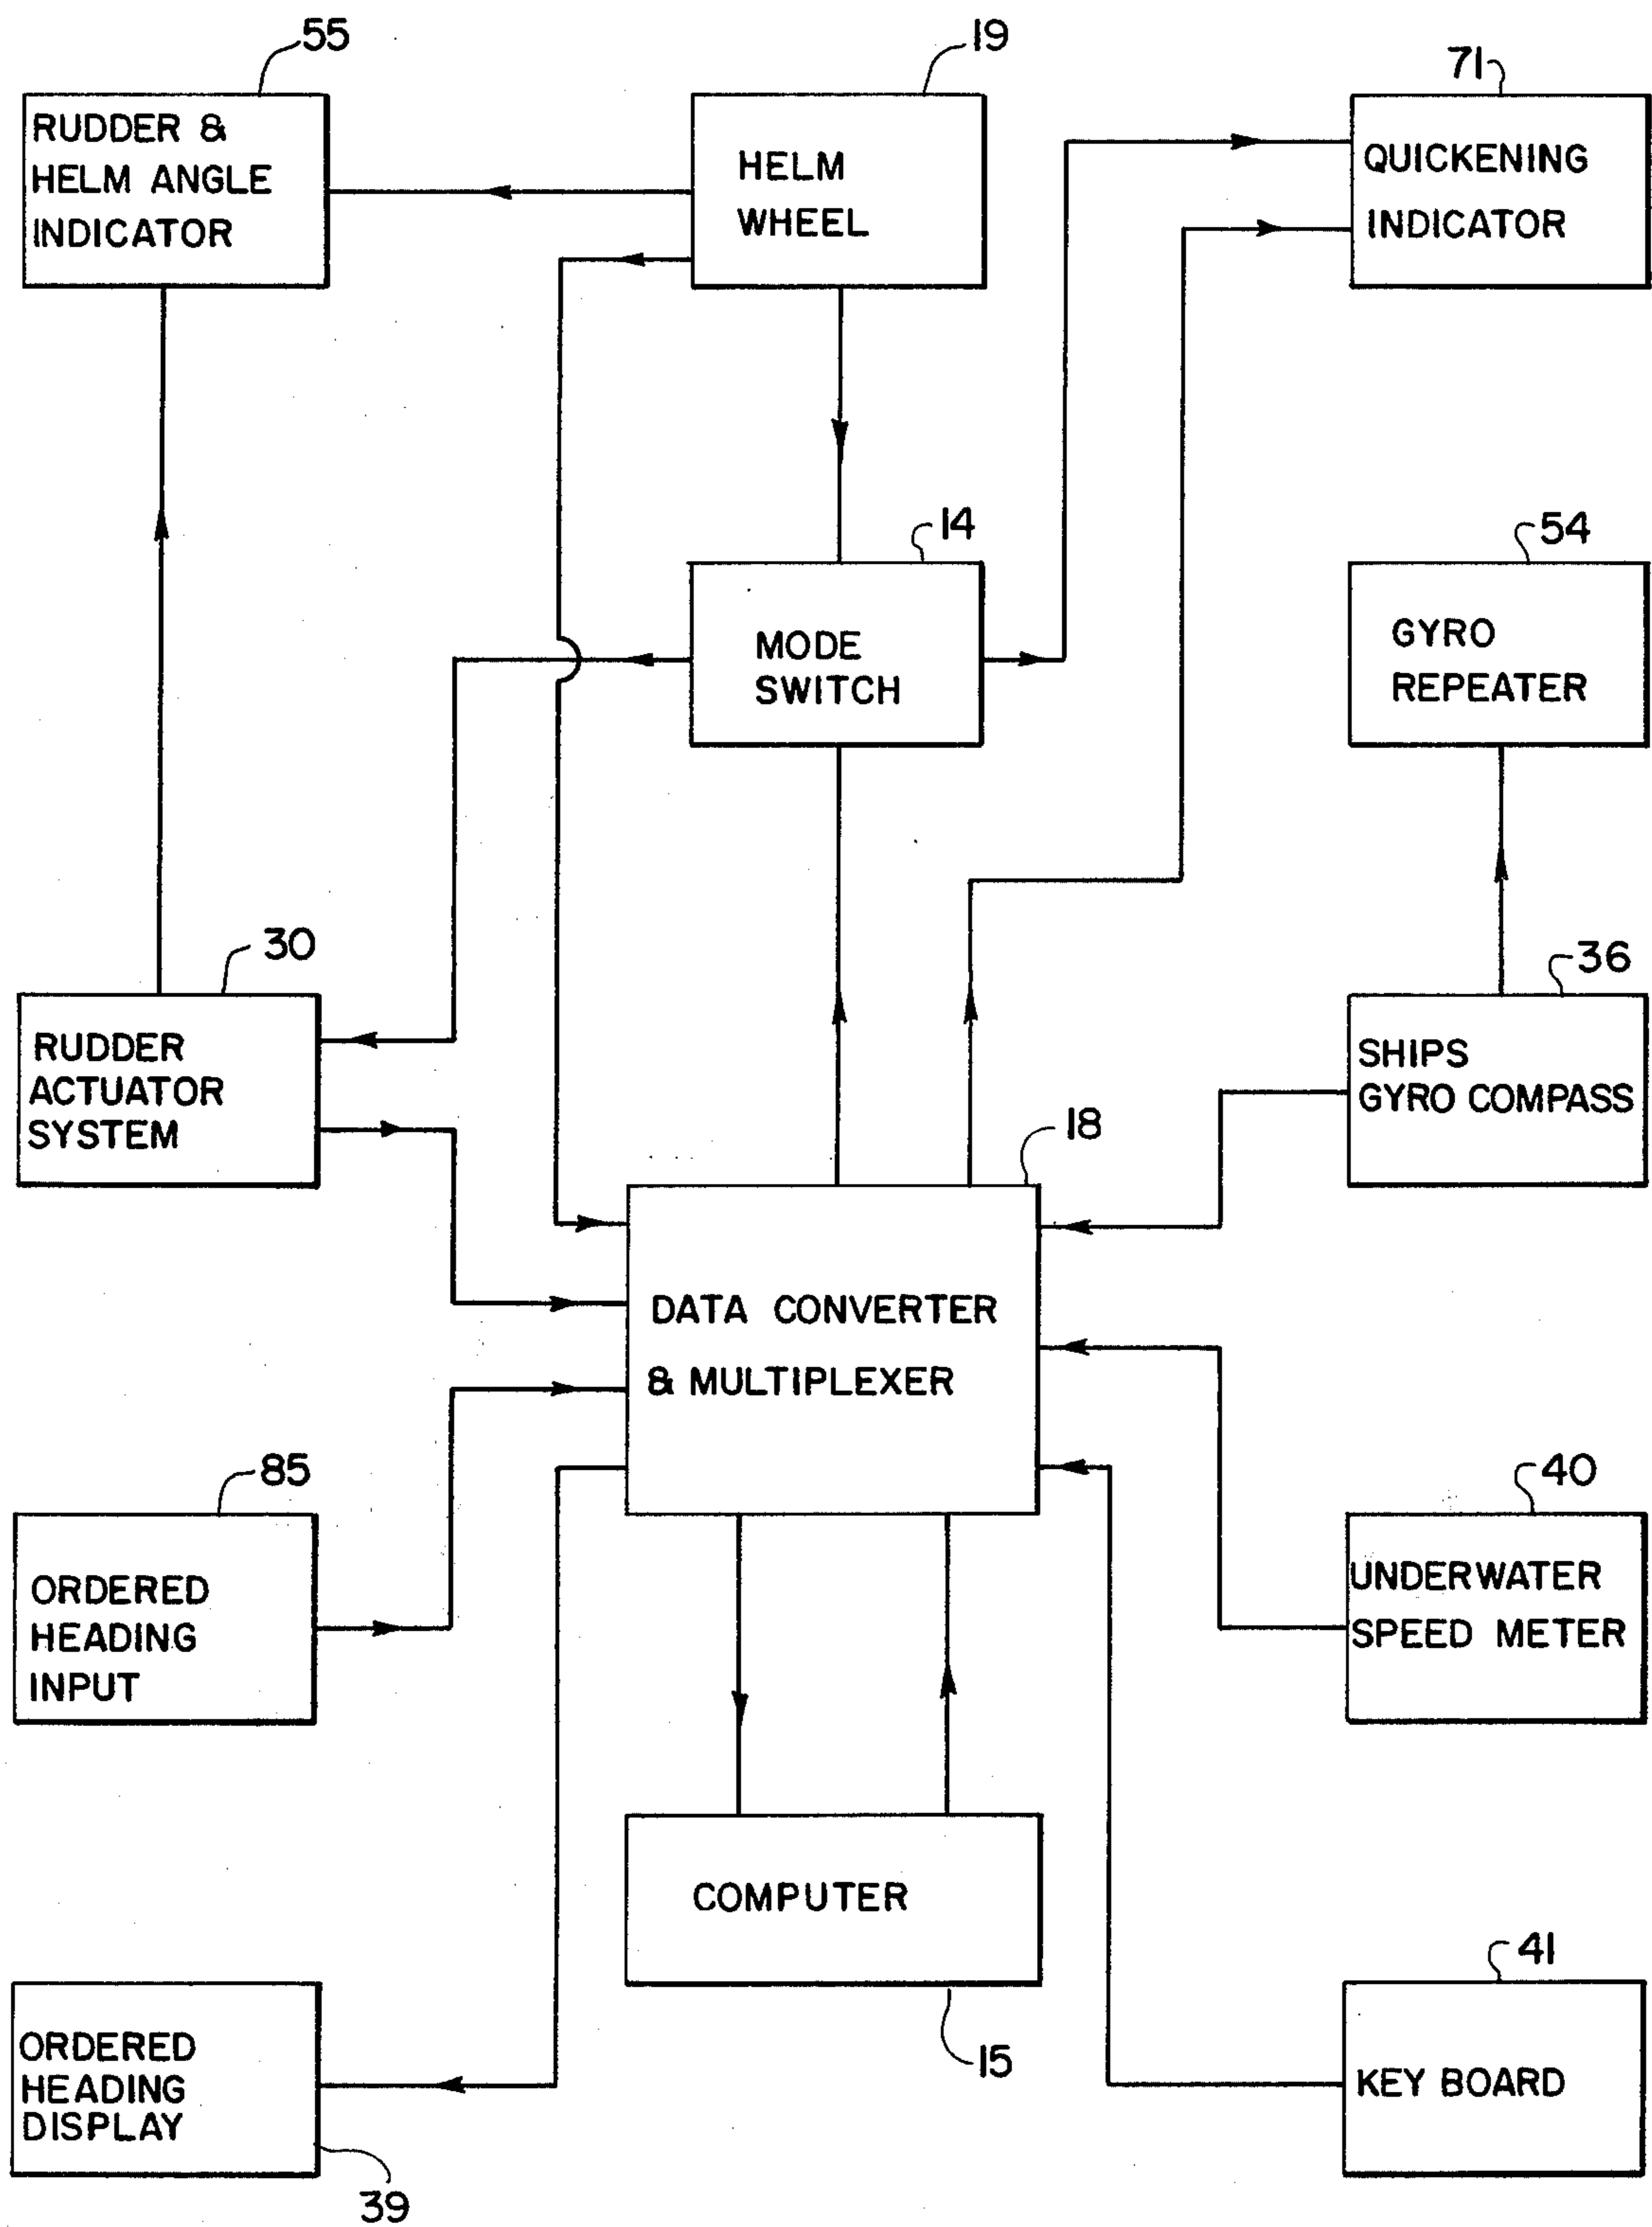 55
RUDDER &
HELM ANGLE
INDICATOR
19
HELM
WHEEL
71
QUICKENING
INDICATOR
14
MODE
SWITCH
54
GYRO
REPEATER
30
RUDDER
ACTUATOR
SYSTEM
36
SHIPS
GYRO COMPASS
18
DATA CONVERTER
& MULTIPLEXER
85
ORDERED
HEADING
INPUT
40
UNDERWATER
SPEED METER
COMPUTER
15
41
KEY BOARD
ORDERED
HEADING
DISPLAY
39